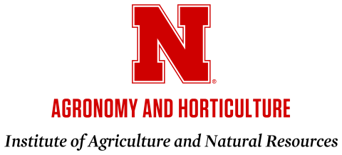 N
AGRONOMY AND HORTICULTURE
Institute of Agriculture and Natural Resources